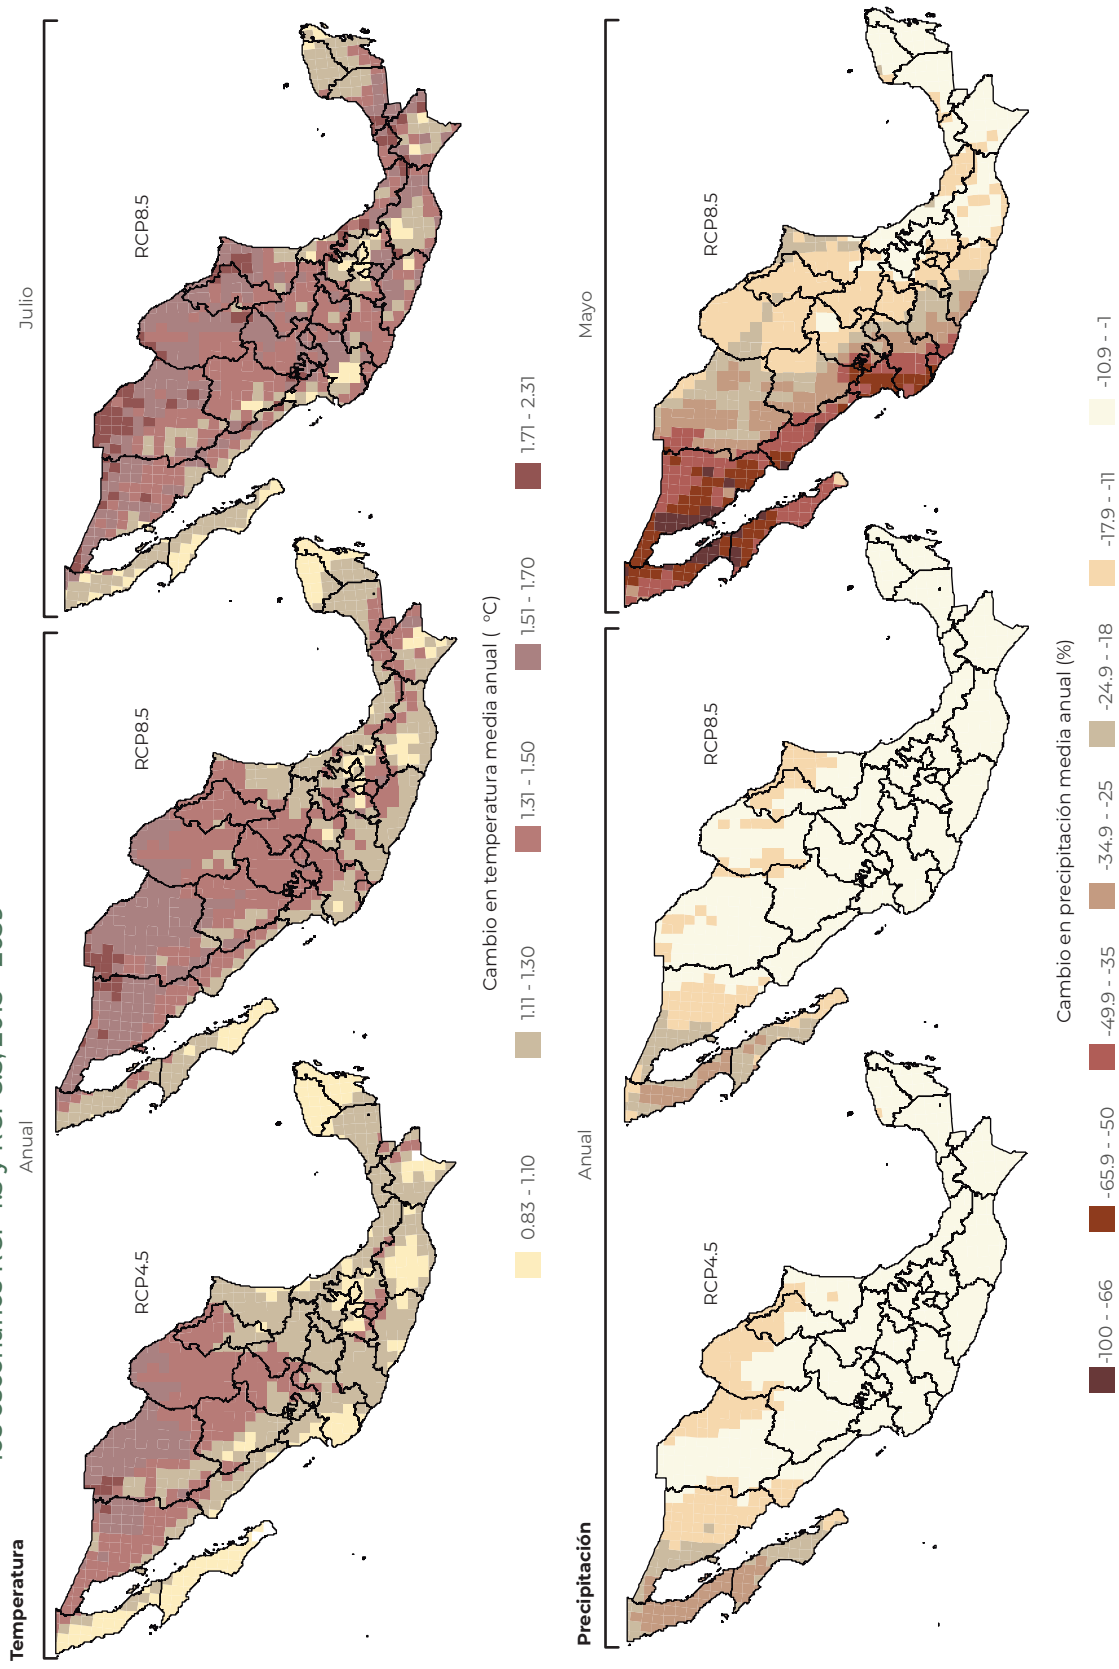 Temperatura
Anual
Julio
RCP4.5
RCP8.5
RCP8.5
Cambio en temperatura media anual ( °C)
0.83 - 1.10
1.11 - 1.30
1.31 - 1.50
1.51 - 1.70
1.71 - 2.31
Precipitación
Anual
Mayo
RCP4.5
RCP8.5
RCP8.5
Cambio en precipitación media anual (%)
-100 - -66
-65.9 - -50
-49.9 - -35
-34.9 - -25
-24.9 - -18
-17.9 - -11
-10.9 - -1